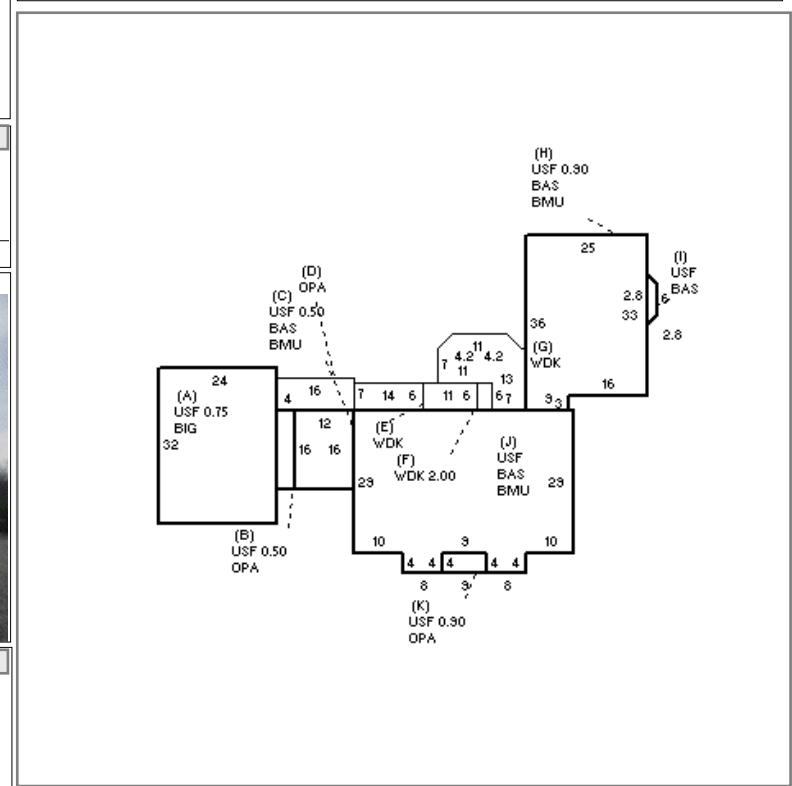 (H)
USF 0.90
BAS
BMU
25
(I)
USF
BAS
2.8
6
33
2.8
36
(D)
OPA
(C)
USF 0.50
BAS
BMU
(G)
WDK
11
4.2 4.2
7
11
13
16
9 3
24
(A)
USF 0.75
BIG
32
16
4
7 14 6
11 6
6 7
12
16 16
(E)
WDK
(F)
WDK 2.00
(J)
USF
BAS
BMU
29
29
10
9
10
4 4 4 4 4
8 9 8
(B)
USF 0.50
OPA
(K)
USF 0.90
OPA